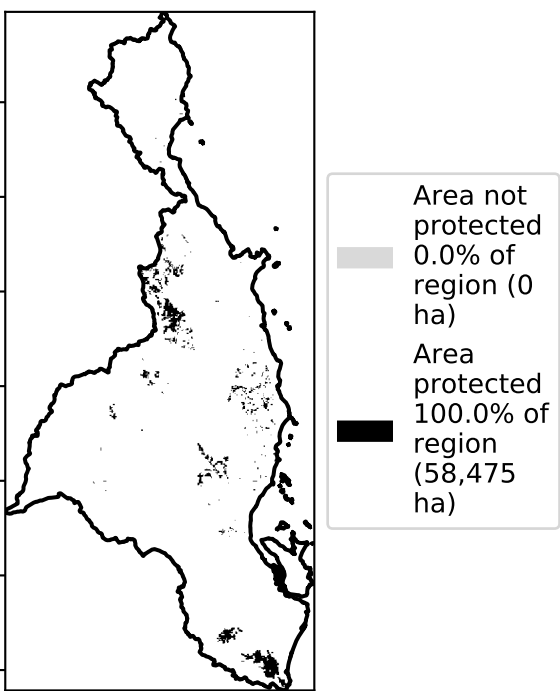 Area not
protected
0.0% of
region (0
ha)
Area
protected
100.0% of
region
(58,475
ha)